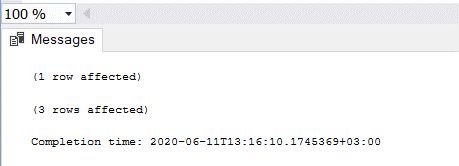 100 %
Messages
(1 row affected)
(3 rows affected)
Completion time: 2020-06-11T13:16:10.1745369+03:00